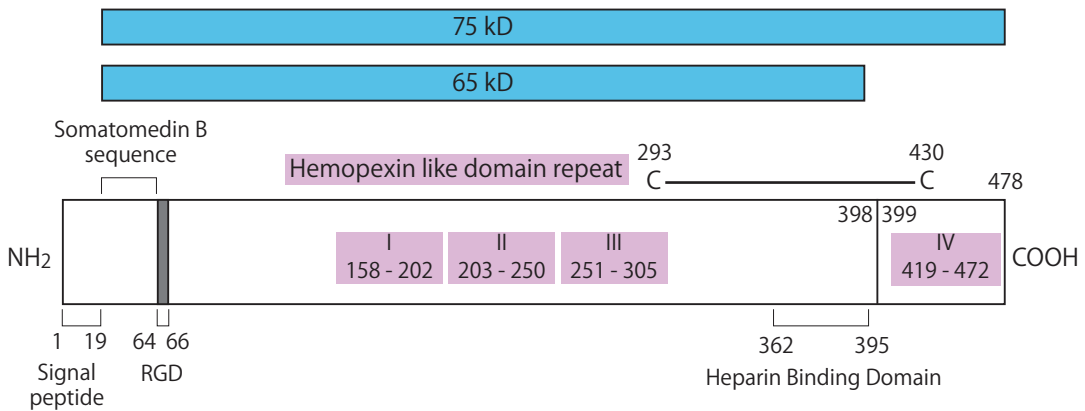 75 kD
65 kD
Somatomedin B
sequence
Hemopexin like domain repeat
293
430
C
C
478
398
399
NH2
I
158 - 202
II
203 - 250
III
251 - 305
IV
419 - 472
COOH
1
19
64
66
362
395
Signal
peptide
RGD
Heparin Binding Domain